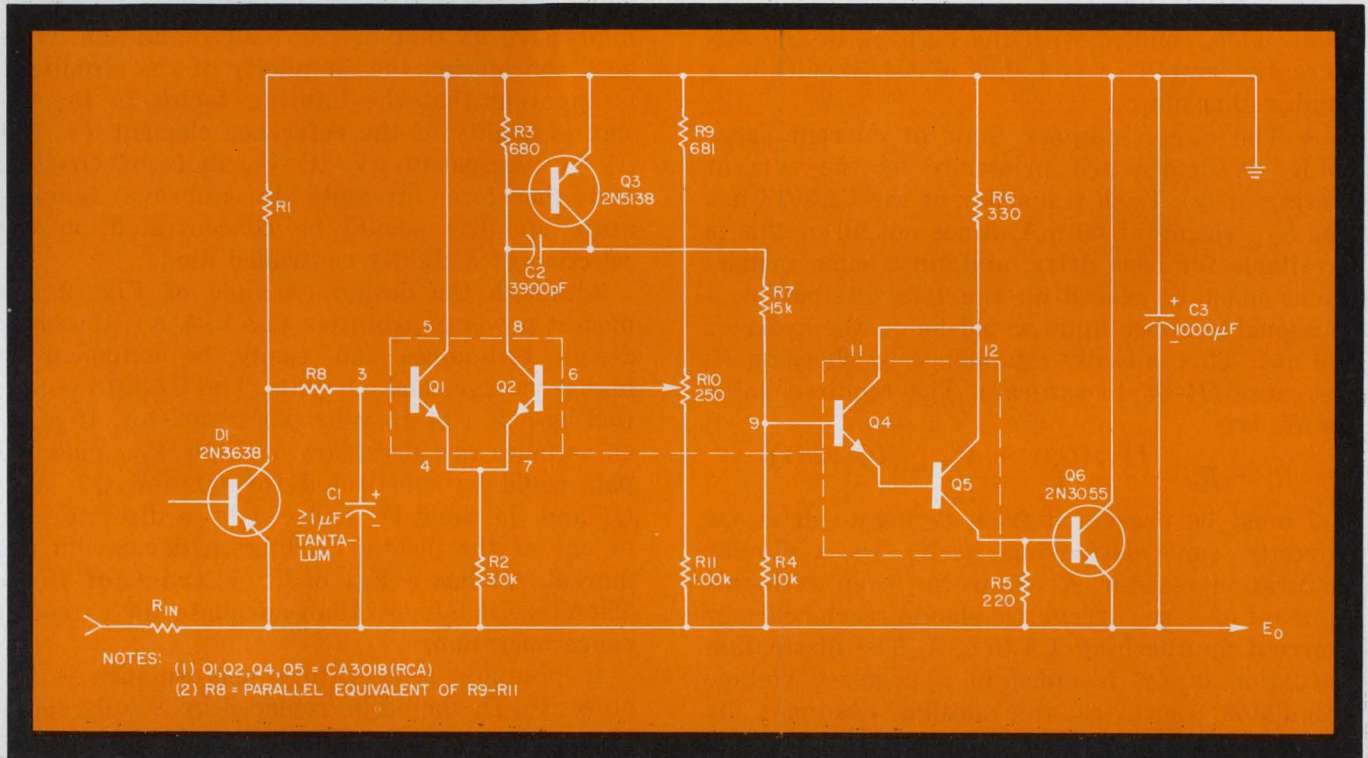 R1
R3
680
Q3
2N5138
R9
681
R6
330
C2
3900pF
R7
15k
C3
+
1000µF
-
5
8
11
12
R8
3
Q1
Q2
6
R10
250
9
Q4
D1
2N3638
4
7
Q5
Q6
2N3055
C1
+
≥1µF
-
TANTA-
LUM
R2
3.0k
R11
1.00k
R4
10k
R5
220
RIN
E0
NOTES:
(1) Q1,Q2,Q4,Q5 = CA3018(RCA)
(2) R8 = PARALLEL EQUIVALENT OF R9-R11